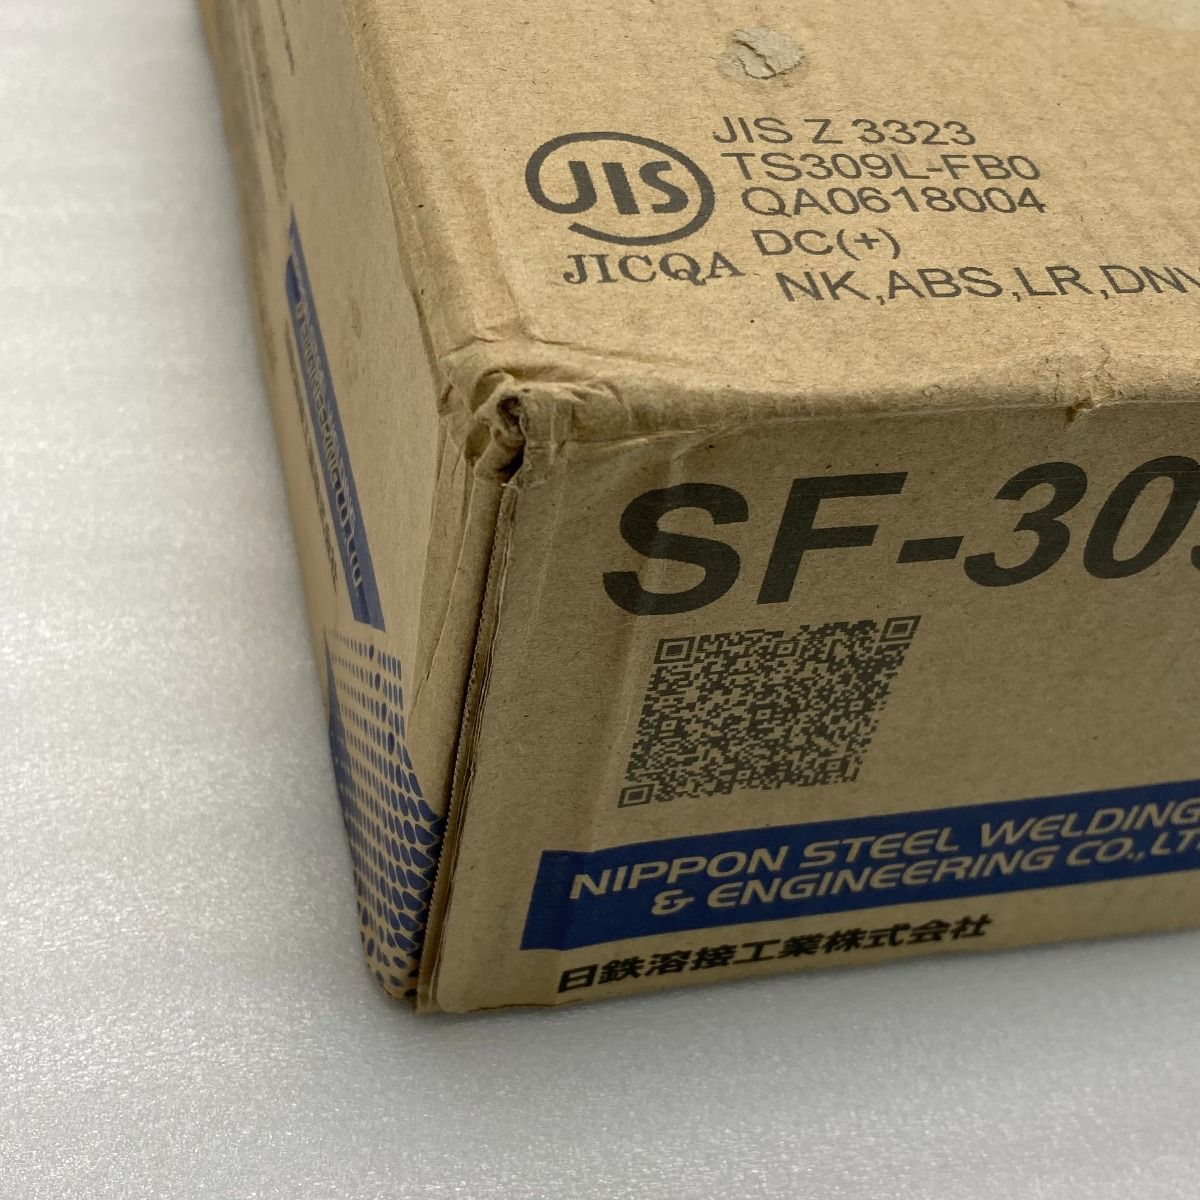 JIS
JICQA
JIS Z 3323
TS309L-FB0
QA0618004
DC(+)
NK,ABS,LR,DNV
SF-30
NIPPON STEEL WELDING
& ENGINEERING CO.,LT
日鉄溶接工業株式会社